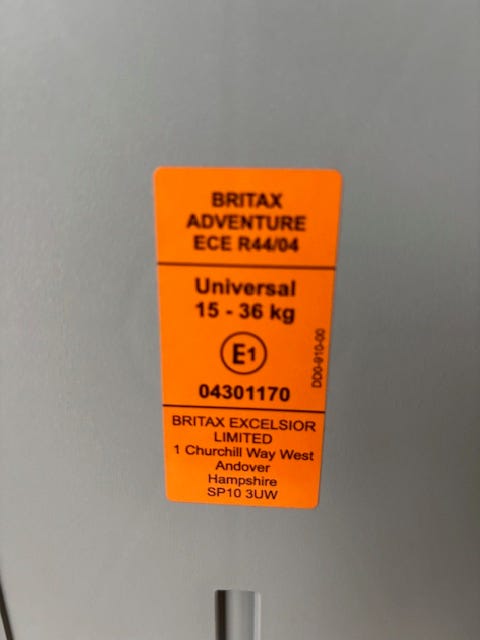 BRITAX
ADVENTURE
ECE R44/04
Universal
15 - 36 kg
E1
04301170
DD0-910-00
BRITAX EXCELSIOR
LIMITED
1 Churchill Way West
Andover
Hampshire
SP10 3UW